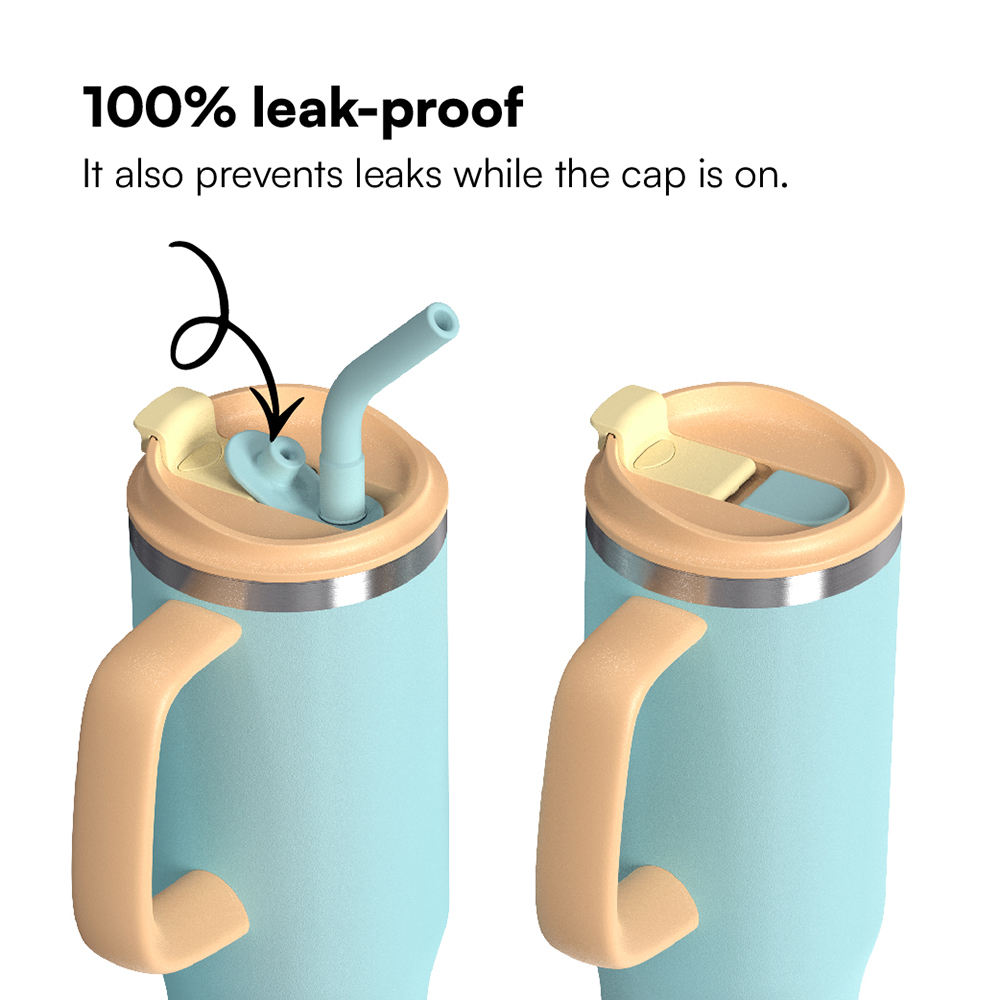 100% leak-proof
It also prevents leaks while the cap is on.